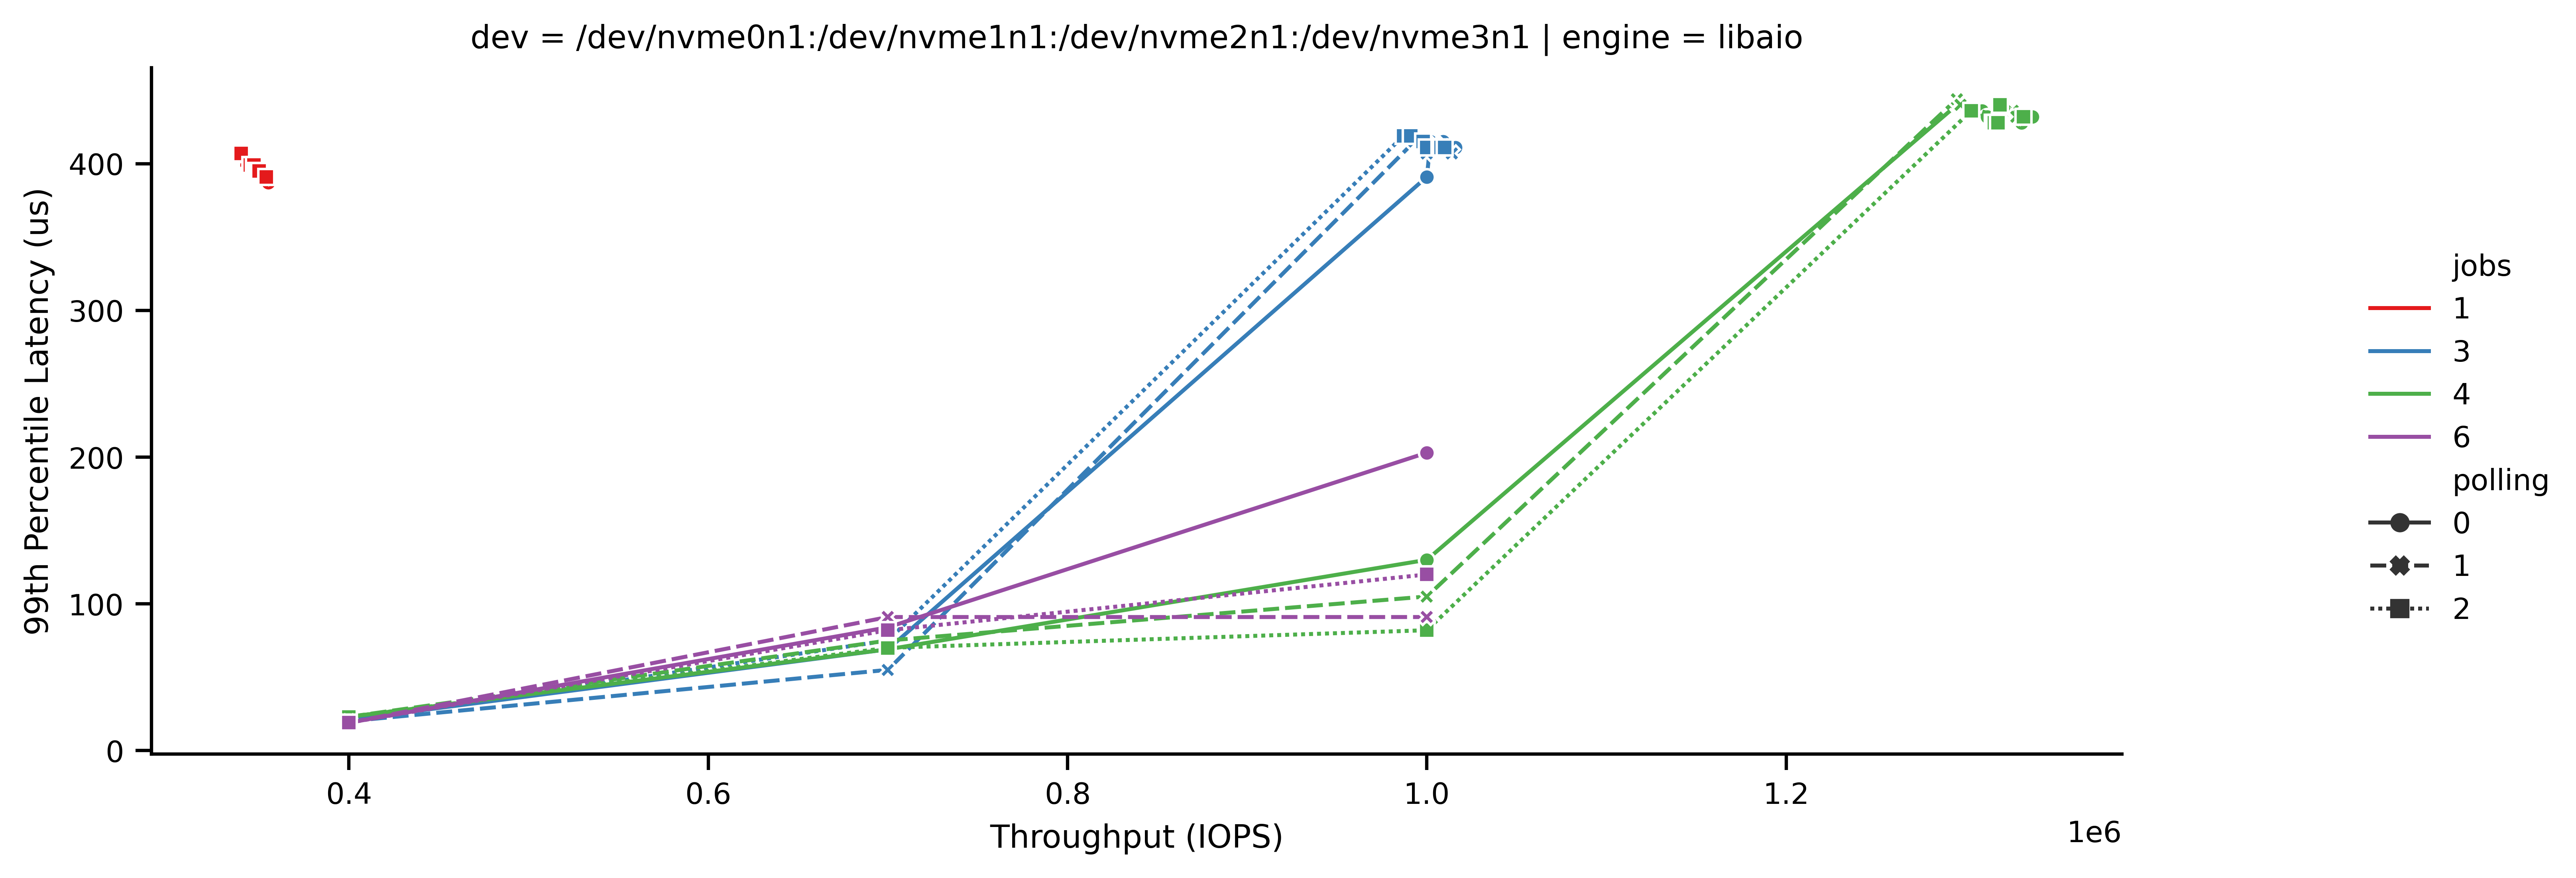 dev = /dev/nvme0n1:/dev/nvme1n1:/dev/nvme2n1:/dev/nvme3n1 | engine = libaio
99th Percentile Latency (us)
400
300
200
100
0
0.4
0.6
0.8
1.0
1.2
1e6
Throughput (IOPS)
jobs
1
3
4
6
polling
0
1
2